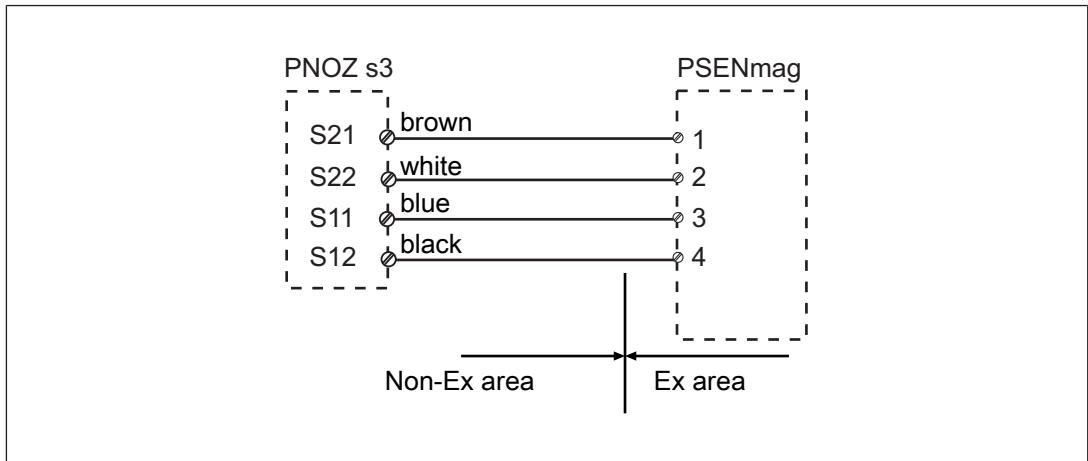 PNOZ s3 PSENmag
S21 brown 1
S22 white 2
S11 blue 3
S12 black 4
Non-Ex area Ex area